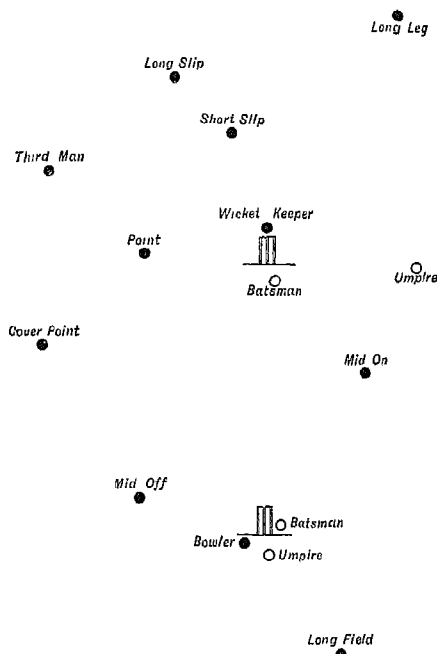 Long Leg
Long Slip
Short Slip
Third Man
Wicket Keeper
Point
Umpire
Batsman
Cover Point
Mid On
Mid Off
Batsman
Bowler
Umpire
Long Field